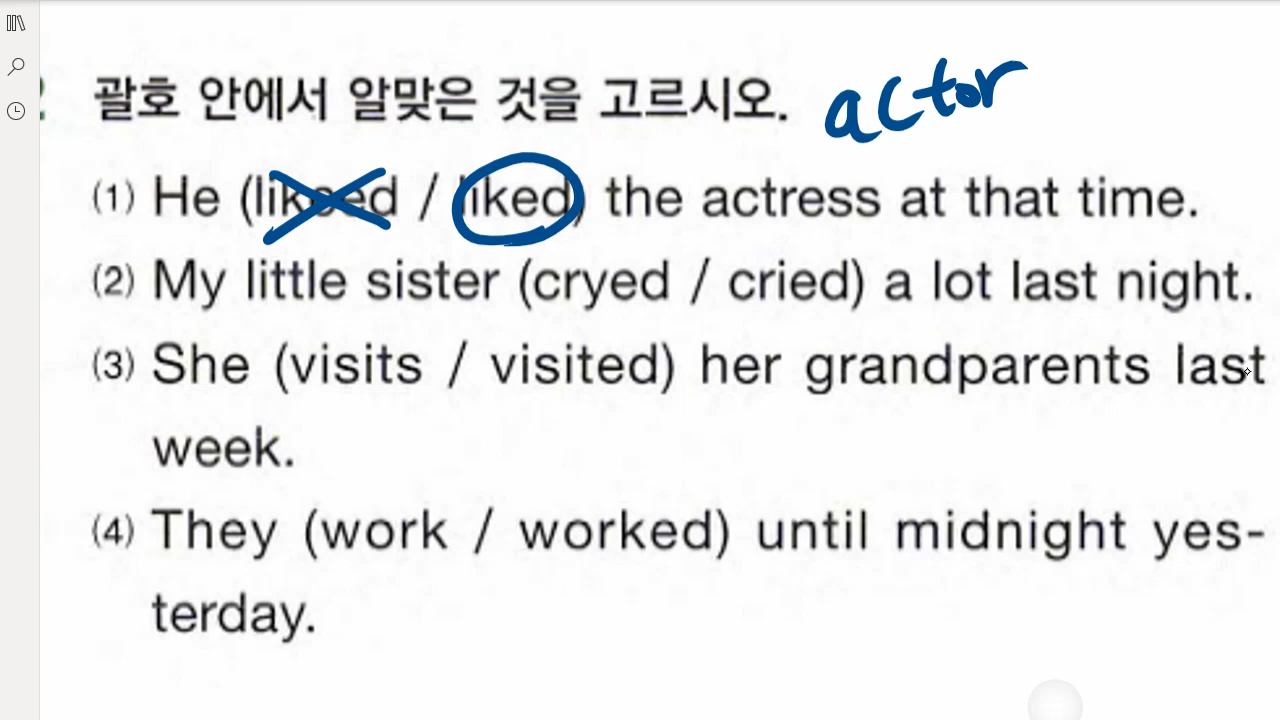 괄호 안에서 알맞은 것을 고르시오. actor
(1) He (likeed / liked) the actress at that time.
(2) My little sister (cryed / cried) a lot last night.
(3) She (visits / visited) her grandparents last
week.
(4) They (work / worked) until midnight yes-
terday.